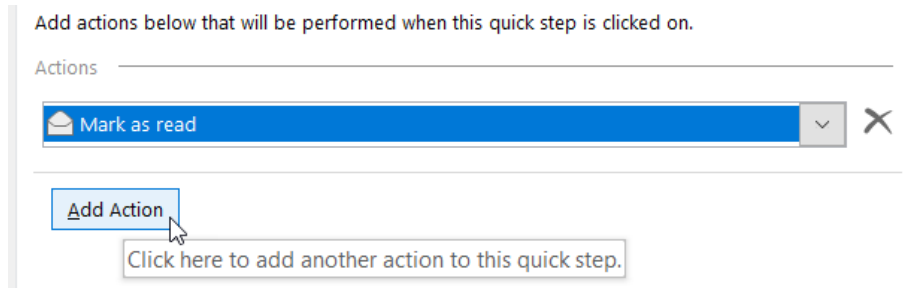 Add actions below that will be performed when this quick step is clicked on.
Actions
Mark as read
Add Action
Click here to add another action to this quick step.